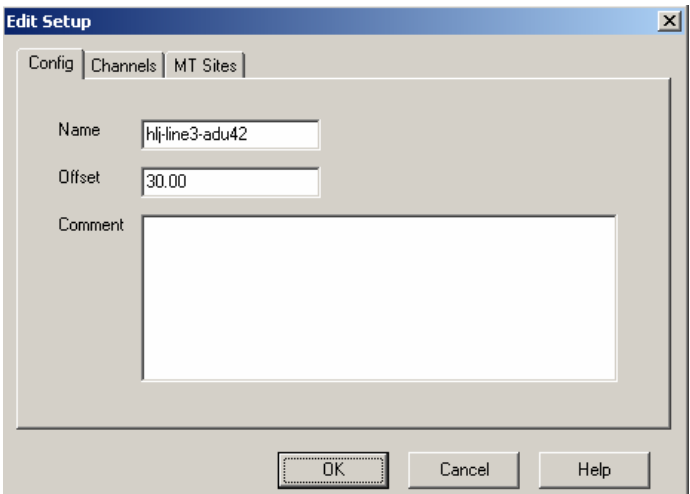 Edit Setup
Config Channels MT Sites
Name hlj-line3-adu42
Offset 30.00
Comment
OK Cancel Help